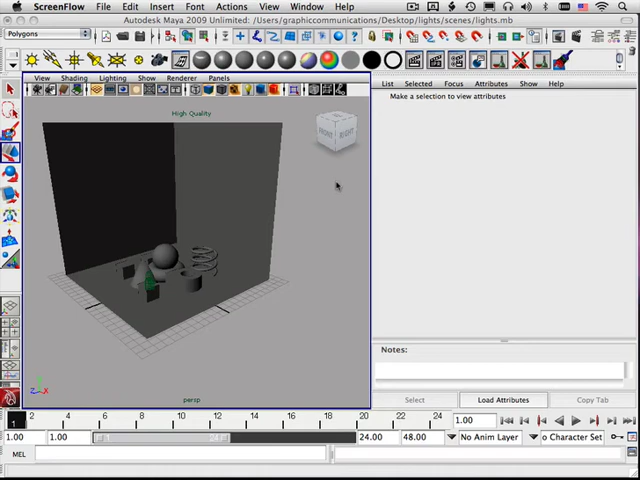 ScreenFlow File Edit Insert Font Actions Arrange View Window Help
Autodesk Maya 2009 Unlimited: /Users/graphiccommunications/Desktop/lights/scenes/lights.mb
Polygons
View Shading Lighting Show Renderer Panels
List Selected Focus Attributes Show Help
Make a selection to view attributes
High Quality
FRONT RIGHT
persp
Notes:
Select Load Attributes Copy Tab
2 4 6 8 10 12 14 16 18 20 22 24
1 1.00
1.00 1.00 1 24 24.00 48.00 No Anim Layer o Character Set
MEL